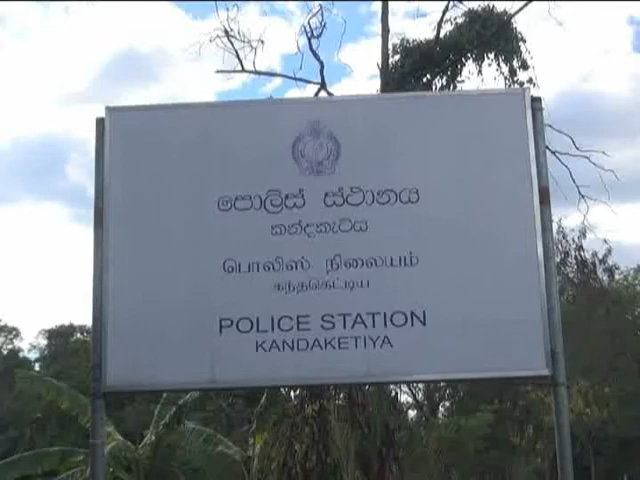 පොලිස් ස්ථානය
කන්දකැටිය
பொலிஸ் நிலையம்
கந்தகெட்டிய
POLICE STATION
KANDAKETIYA